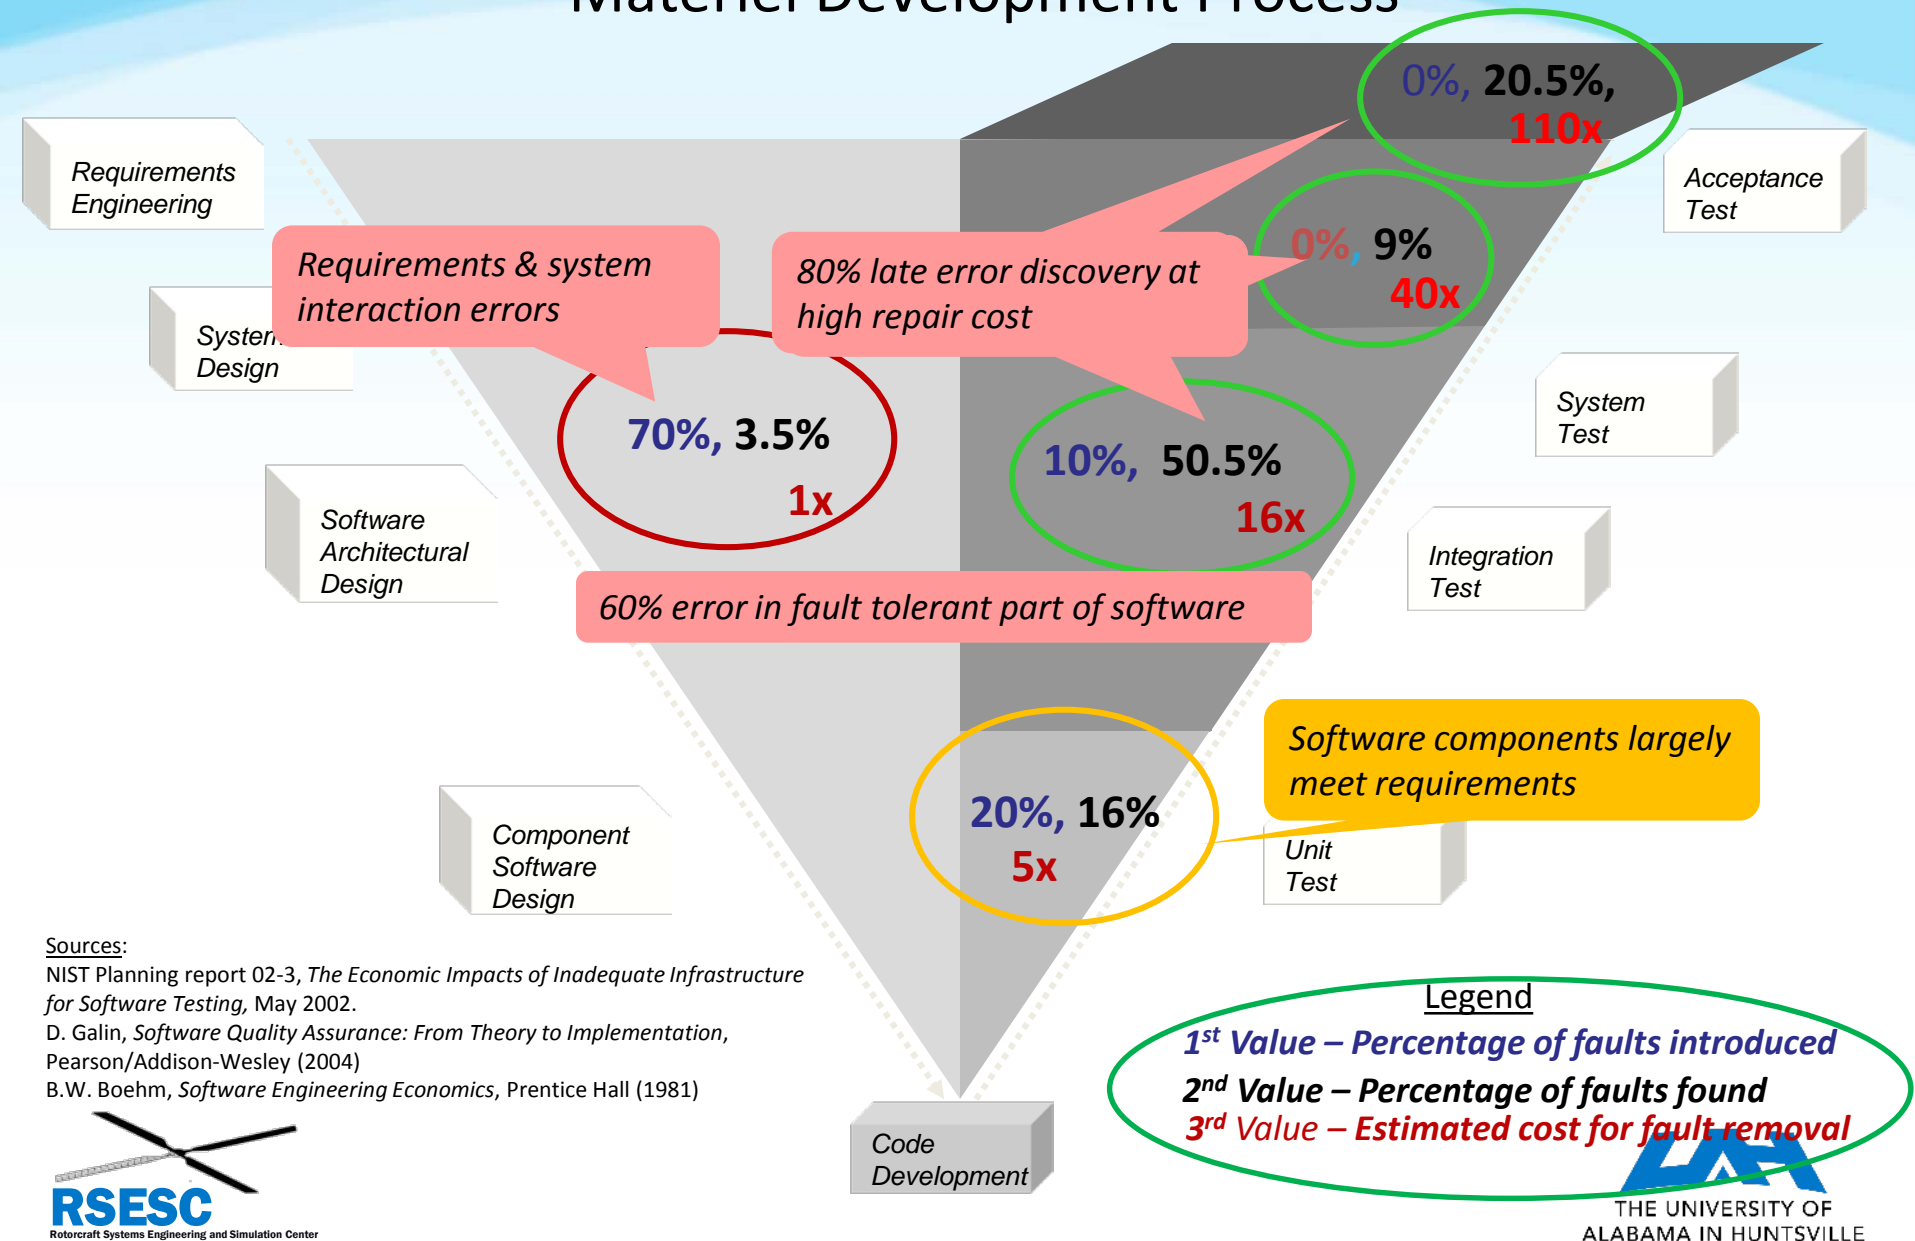 Materiel Development Process
0%, 20.5%,
110x
Requirements
Engineering
Acceptance
Test
Requirements & system
interaction errors
80% late error discovery at
high repair cost
0%, 9%
40x
System
Design
System
Test
70%, 3.5%
1x
10%, 50.5%
16x
Software
Architectural
Design
Integration
Test
60% error in fault tolerant part of software
Software components largely
meet requirements
20%, 16%
5x
Component
Software
Design
Unit
Test
Sources:
NIST Planning report 02-3, The Economic Impacts of Inadequate Infrastructure
for Software Testing, May 2002.
D. Galin, Software Quality Assurance: From Theory to Implementation,
Pearson/Addison-Wesley (2004)
B.W. Boehm, Software Engineering Economics, Prentice Hall (1981)
Legend
1st Value – Percentage of faults introduced
2nd Value – Percentage of faults found
3rd Value – Estimated cost for fault removal
Code
Development
RSESC
Rotorcraft Systems Engineering and Simulation Center
UAH
THE UNIVERSITY OF
ALABAMA IN HUNTSVILLE